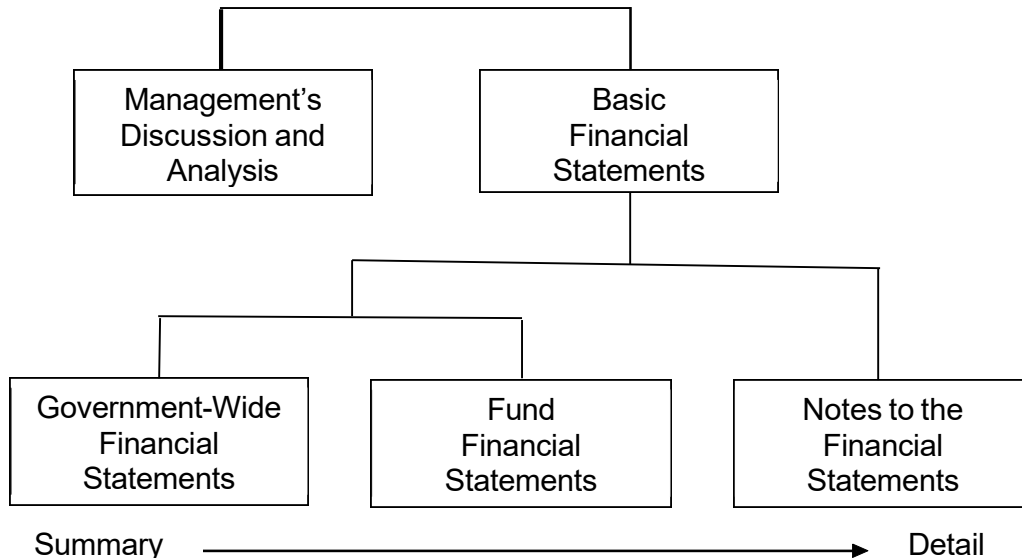 Management’s
Discussion and
Analysis
Basic
Financial
Statements
Government-Wide
Financial
Statements
Fund
Financial
Statements
Notes to the
Financial
Statements
Summary
Detail